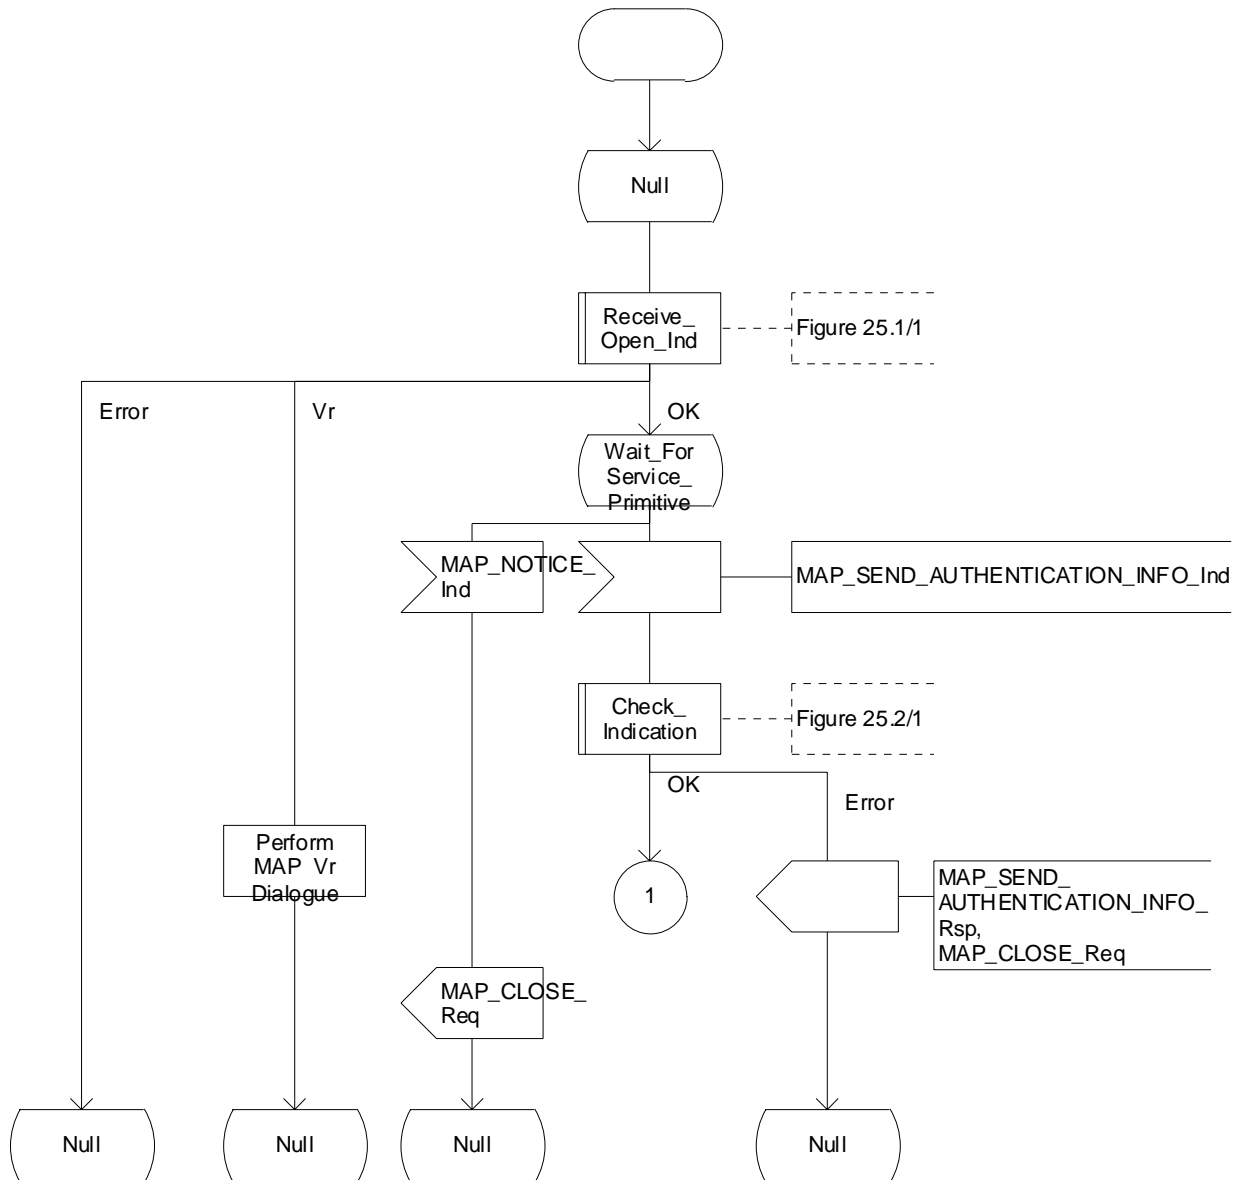 Null
Receive_
Open_Ind
Figure 25.1/1
Error
Vr
OK
Wait_For
Service_
Primitive
MAP_NOTICE_
Ind
MAP_SEND_AUTHENTICATION_INFO_Ind
Check_
Indication
Figure 25.2/1
OK
Error
Perform
MAP Vr
Dialogue
1
MAP_SEND_
AUTHENTICATION_INFO_
Rsp,
MAP_CLOSE_Req
MAP_CLOSE_
Req
Null
Null
Null
Null